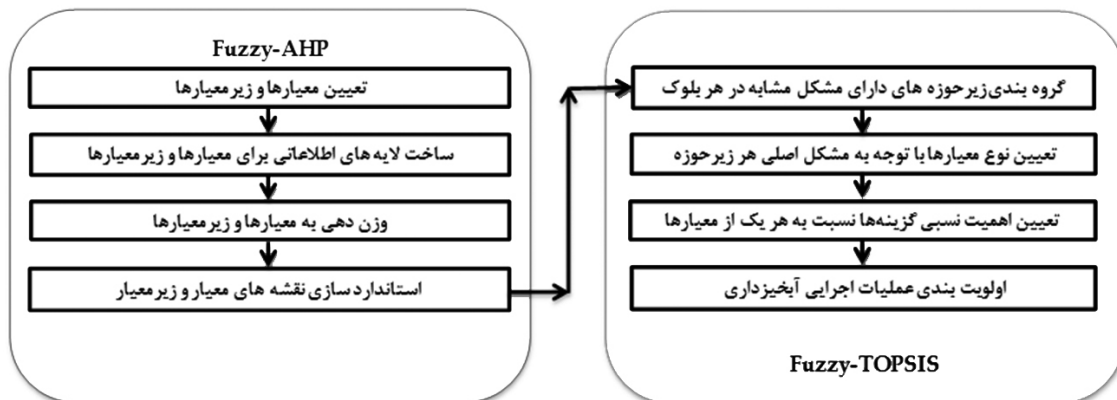 Fuzzy-AHP
تعیین معیارها و زیرمعیارها
ساخت لایه های اطلاعاتی برای معیارها و زیرمعیارها
وزن دهی به معیارها و زیرمعیارها
استاندارد سازی نقشه های معیار و زیرمعیار
گروه بندی زیرحوزه های دارای مشکل مشابه در هر بلوک
تعیین نوع معیارها با توجه به مشکل اصلی هر زیرحوزه
تعیین اهمیت نسبی گزینه‌ها نسبت به هر یک از معیارها
اولویت بندی عملیات اجرایی آبخیزداری
Fuzzy-TOPSIS